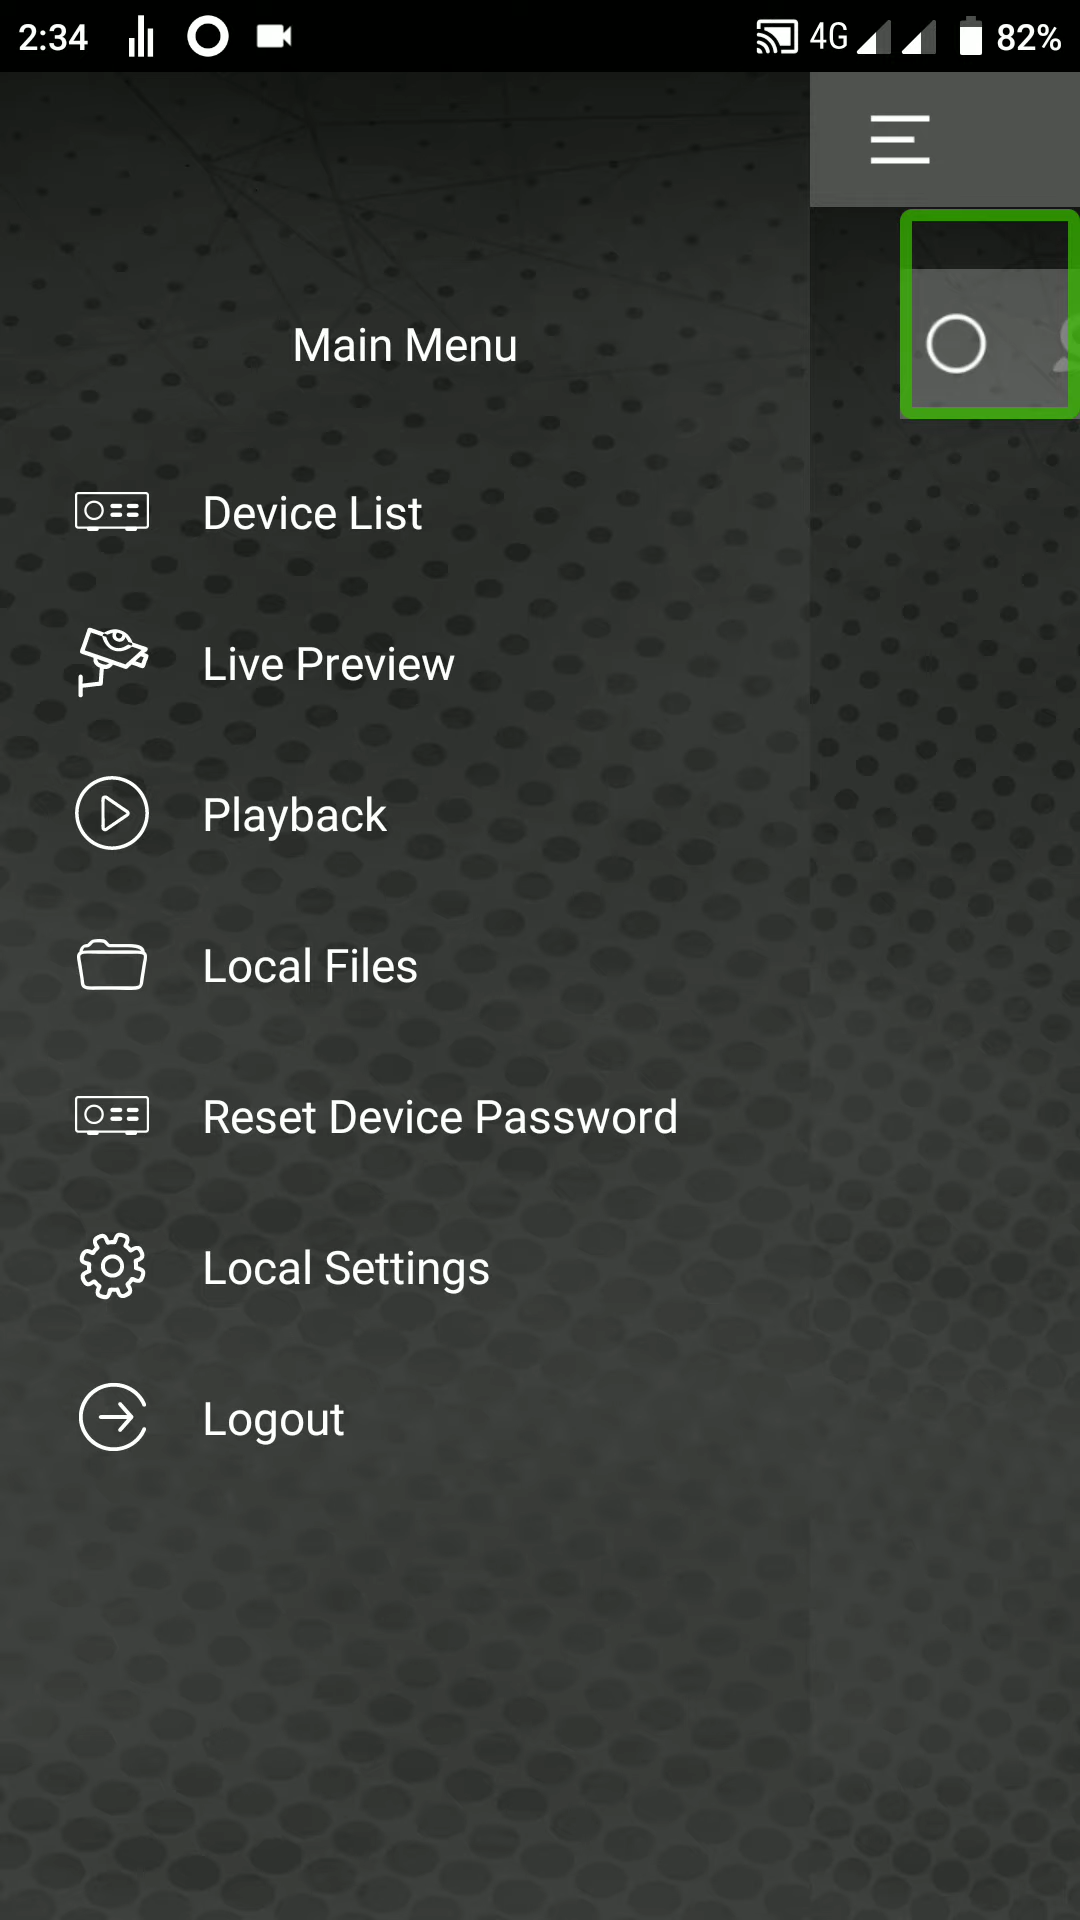 2:34
4G
82%
Main Menu
Device List
Live Preview
Playback
Local Files
Reset Device Password
Local Settings
Logout